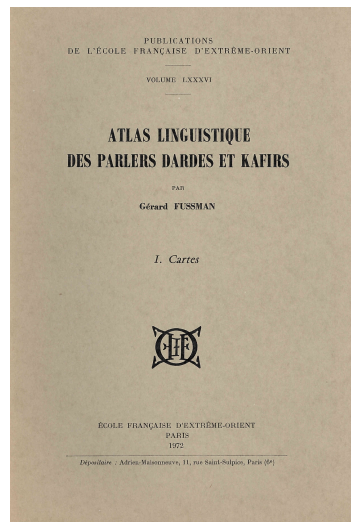 PUBLICATIONS
DE L'ÉCOLE FRANÇAISE D'EXTRÊME-ORIENT
VOLUME LXXXVI
ATLAS LINGUISTIQUE
DES PARLERS DARDES ET KAFIRS
PAR
Gérard FUSSMAN
I. Cartes
ÉCOLE FRANÇAISE D'EXTRÊME-ORIENT
PARIS
1972
Dépositaire : Adrien-Maisonneuve, 11, rue Saint-Sulpice, Paris (6e)